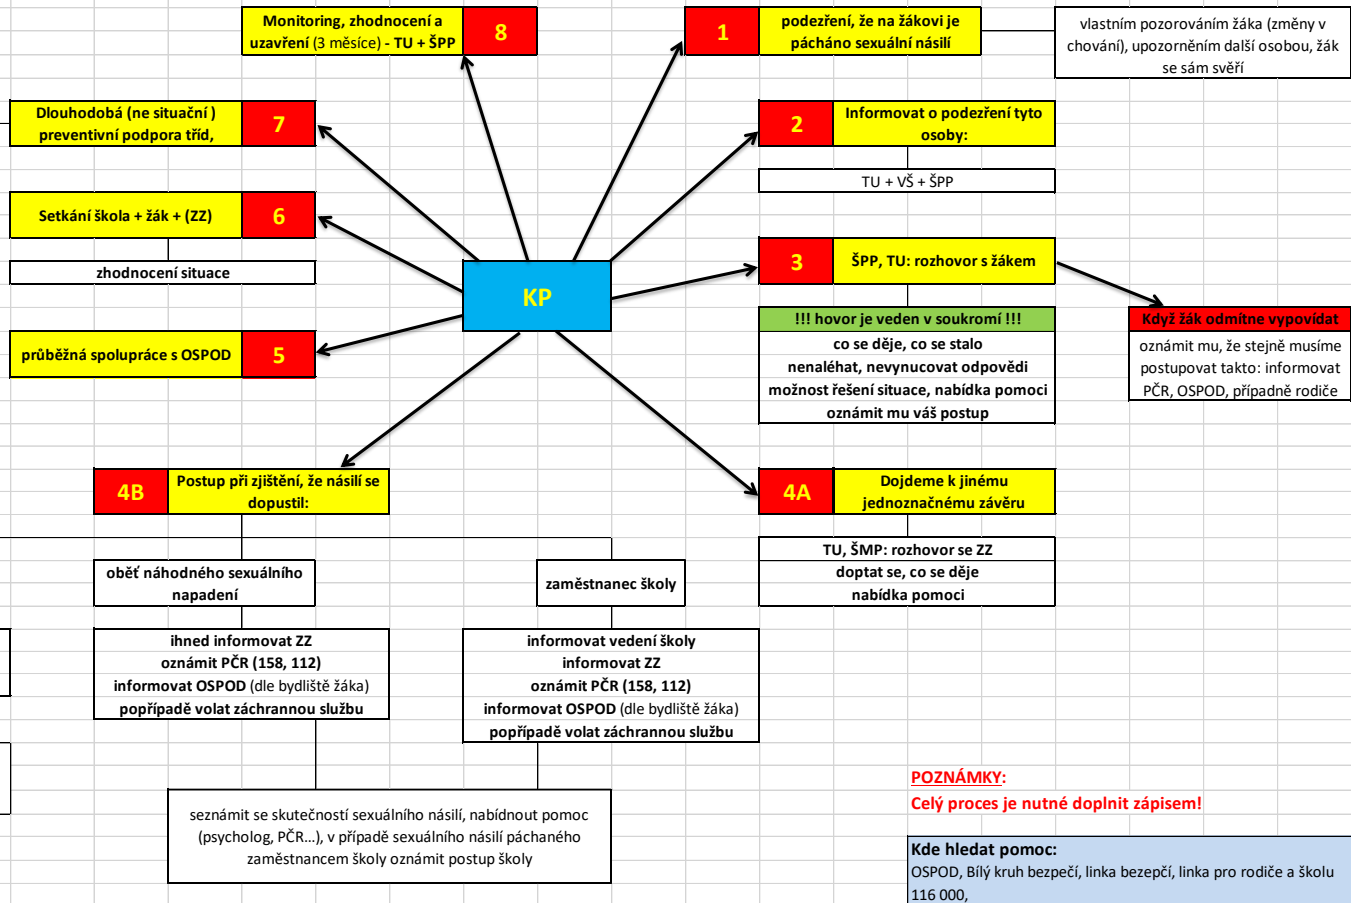 Monitoring, zhodnocení a
uzavření (3 měsíce) - TU + ŠPP
8
1
podezření, že na žákovi je
pácháno sexuální násilí
vlastním pozorováním žáka (změny v
chování), upozorněním další osobou, žák
se sám svěří
Dlouhodobá (ne situační )
preventivní podpora tříd,
7
2
Informovat o podezření tyto
osoby:
TU + VŠ + ŠPP
Setkání škola + žák + (ZZ)
6
zhodnocení situace
3
ŠPP, TU: rozhovor s žákem
KP
!!! hovor je veden v soukromí !!!
co se děje, co se stalo
nenaléhat, nevynucovat odpovědi
možnost řešení situace, nabídka pomoci
oznámit mu váš postup
Když žák odmítne vypovídat
oznámit mu, že stejně musíme
postupovat takto: informovat
PČR, OSPOD, případně rodiče
průběžná spolupráce s OSPOD
5
4B
Postup při zjištění, že násilí se
dopustil:
4A
Dojdeme k jinému
jednoznačnému závěru
TU, ŠMP: rozhovor se ZZ
doptat se, co se děje
nabídka pomoci
oběť náhodného sexuálního
napadení
zaměstnanec školy
ihned informovat ZZ
oznámit PČR (158, 112)
informovat OSPOD (dle bydliště žáka)
popřípadě volat záchrannou službu
informovat vedení školy
informovat ZZ
oznámit PČR (158, 112)
informovat OSPOD (dle bydliště žáka)
popřípadě volat záchrannou službu
seznámit se skutečností sexuálního násilí, nabídnout pomoc
(psycholog, PČR...), v případě sexuálního násilí páchaného
zaměstnancem školy oznámit postup školy
POZNÁMKY:
Celý proces je nutné doplnit zápisem!
Kde hledat pomoc:
OSPOD, Bílý kruh bezpečí, linka bezepčí, linka pro rodiče a školu
116 000,